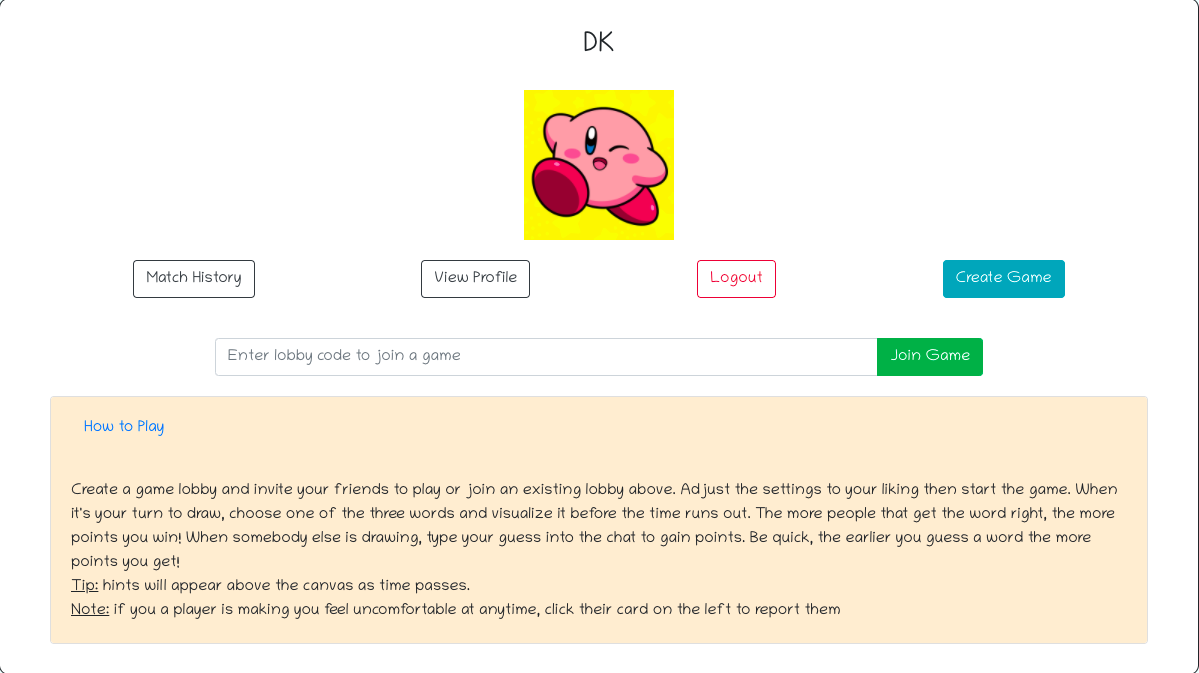 DK
Match History
View Profile
Logout
Create Game
Enter lobby code to join a game
Join Game
How to Play
Create a game lobby and invite your friends to play or join an existing lobby above. Adjust the settings to your liking then start the game. When
it's your turn to draw, choose one of the three words and visualize it before the time runs out. The more people that get the word right, the more
points you win! When somebody else is drawing, type your guess into the chat to gain points. Be quick, the earlier you guess a word the more
points you get!
Tip: hints will appear above the canvas as time passes.
Note: if you a player is making you feel uncomfortable at anytime, click their card on the left to report them